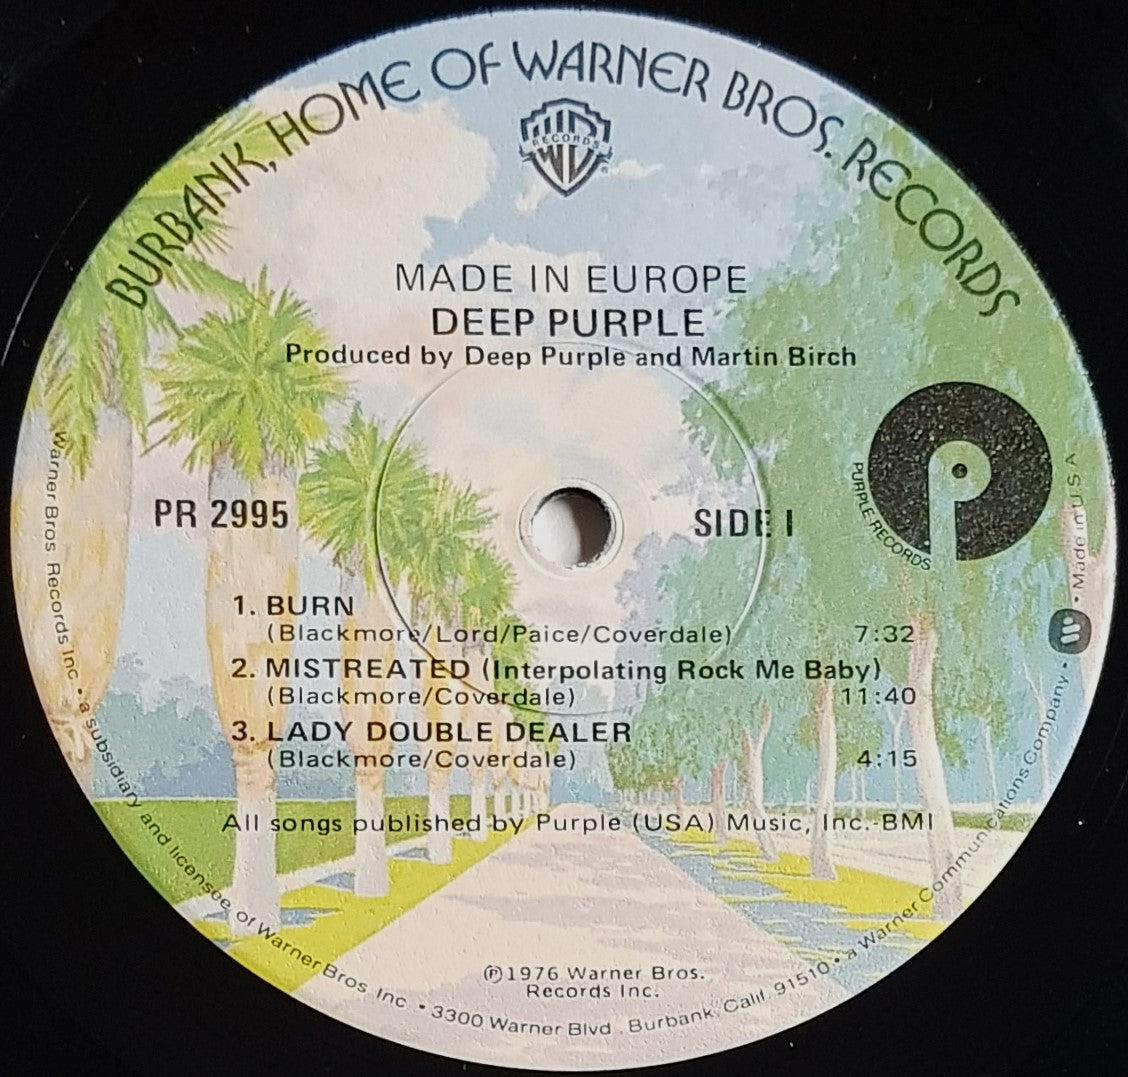 BURBANK, HOME OF WARNER BROS. RECORDS
WB
RECORDS
MADE IN EUROPE
DEEP PURPLE
Produced by Deep Purple and Martin Birch
PURPLE RECORDS
PR 2995
SIDE I
1. BURN
(Blackmore/Lord/Paice/Coverdale) 7:32
2. MISTREATED (Interpolating Rock Me Baby)
(Blackmore/Coverdale) 11:40
3. LADY DOUBLE DEALER
(Blackmore/Coverdale) 4:15
All songs published by Purple (USA) Music, Inc.-BMI
℗1976 Warner Bros.
Records Inc.
Warner Bros. Records Inc. • a subsidiary and licensee of Warner Bros. Inc. • 3300 Warner Blvd., Burbank, Calif. 91510 • a Warner Communications Company • Made in U.S.A.